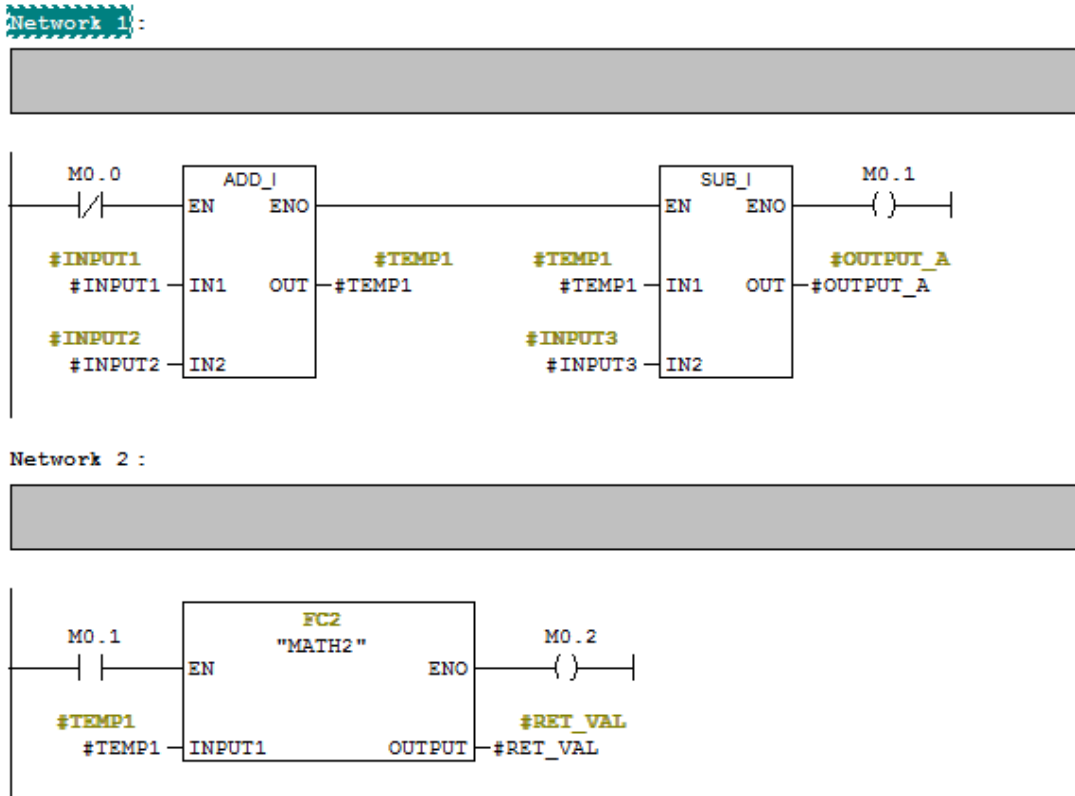 Network 1:
M0.0 ADD_I SUB_I M0.1
EN ENO EN ENO
#INPUT1 #TEMP1 #TEMP1 #OUTPUT_A
#INPUT1 IN1 OUT #TEMP1 #TEMP1 IN1 OUT #OUTPUT_A
#INPUT2 #INPUT3
#INPUT2 IN2 #INPUT3 IN2
Network 2 :
FC2
M0.1 "MATH2" M0.2
EN ENO
#TEMP1 #RET_VAL
#TEMP1 INPUT1 OUTPUT #RET_VAL